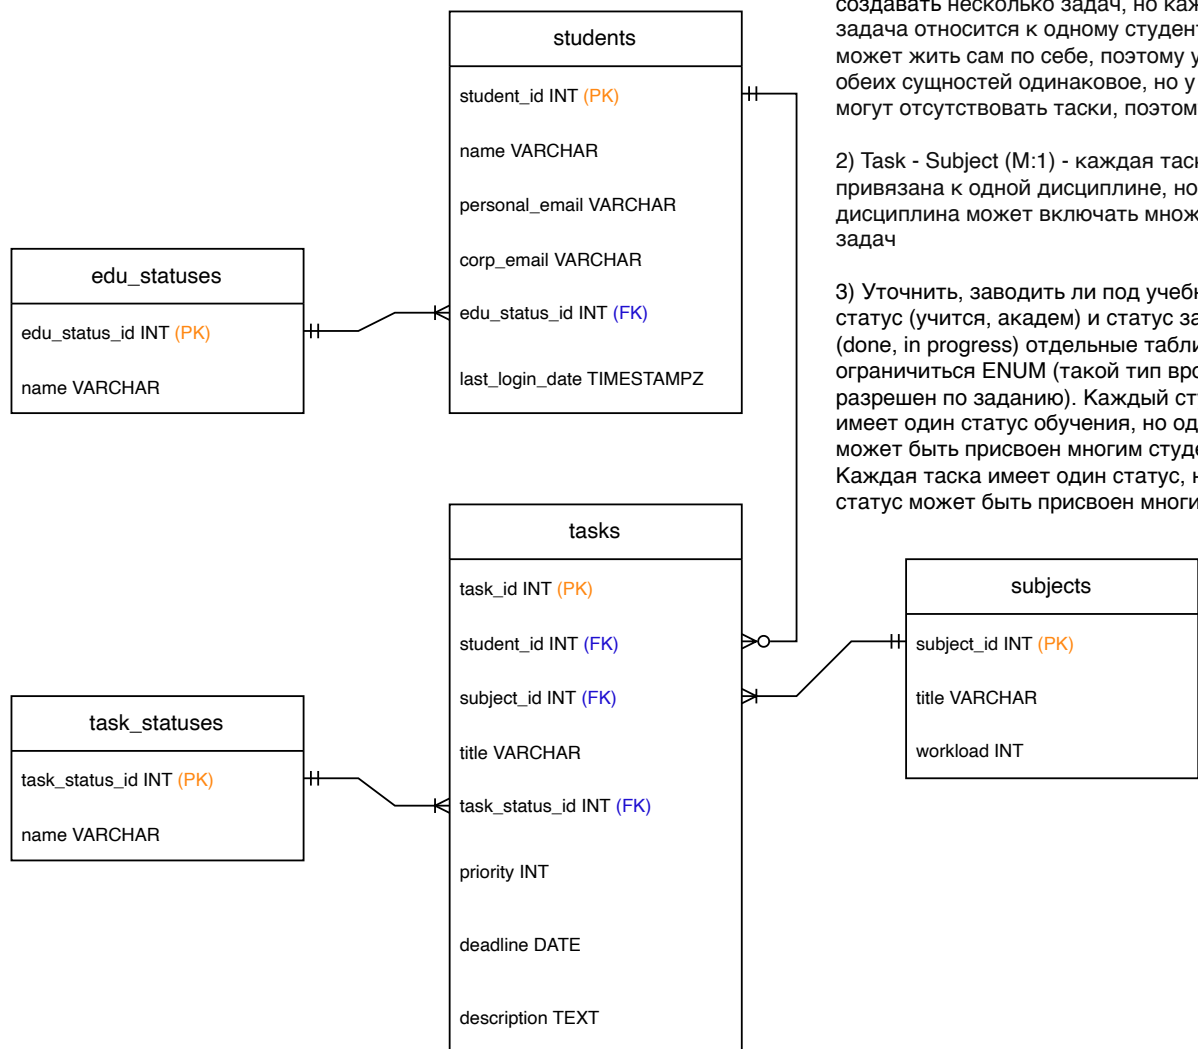 students
student_id INT (PK)
name VARCHAR
personal_email VARCHAR
corp_email VARCHAR
edu_status_id INT (FK)
last_login_date TIMESTAMPZ
создавать несколько задач, но каж
задача относится к одному студент
может жить сам по себе, поэтому у
обеих сущностей одинаковое, но у
могут отсутствовать таски, поэтом
2) Task - Subject (M:1) - каждая таск
привязана к одной дисциплине, но
дисциплина может включать множ
задач
3) Уточнить, заводить ли под учебн
статус (учится, академ) и статус за
(done, in progress) отдельные табли
ограничиться ENUM (такой тип вро
разрешен по заданию). Каждый сту
имеет один статус обучения, но од
может быть присвоен многим студе
Каждая таска имеет один статус, н
статус может быть присвоен многи
edu_statuses
edu_status_id INT (PK)
name VARCHAR
tasks
task_id INT (PK)
student_id INT (FK)
subject_id INT (FK)
title VARCHAR
task_status_id INT (FK)
priority INT
deadline DATE
description TEXT
subjects
subject_id INT (PK)
title VARCHAR
workload INT
task_statuses
task_status_id INT (PK)
name VARCHAR